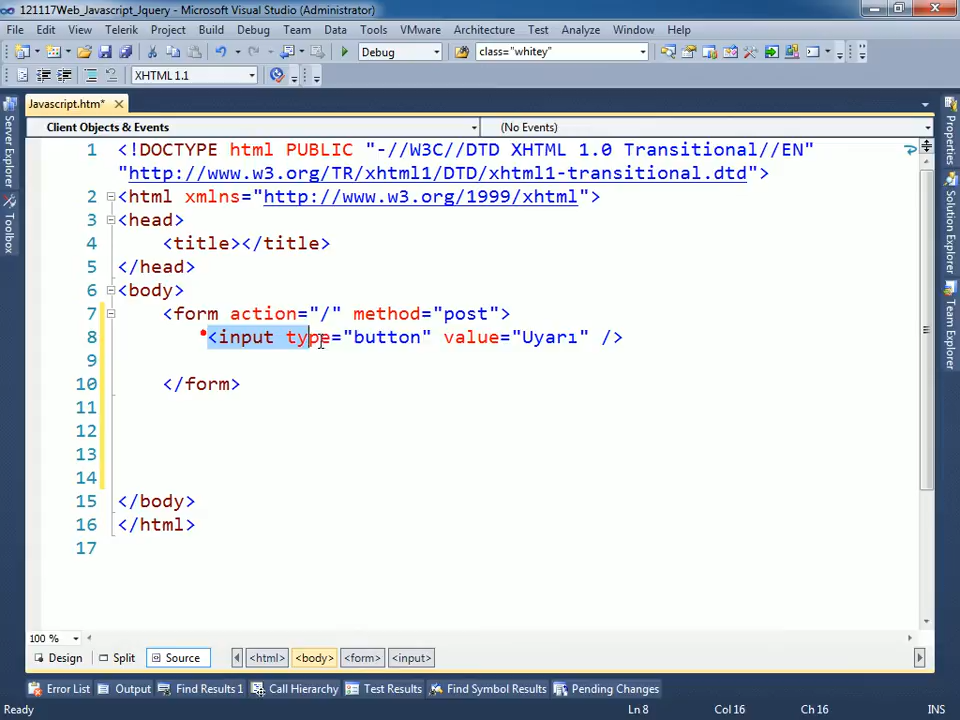 121117Web_Javascript_Jquery - Microsoft Visual Studio (Administrator)
File Edit View Telerik Project Build Debug Team Data Tools VMware Architecture Test Analyze Window Help
Debug class="whitey"
XHTML 1.1
Javascript.htm*
Client Objects & Events (No Events)
1 <!DOCTYPE html PUBLIC "-//W3C//DTD XHTML 1.0 Transitional//EN"
"http://www.w3.org/TR/xhtml1/DTD/xhtml1-transitional.dtd">
2 <html xmlns="http://www.w3.org/1999/xhtml">
3 <head>
4 <title></title>
5 </head>
6 <body>
7 <form action="/" method="post">
8 <input type="button" value="Uyarı" />
9
10 </form>
11
12
13
14
15 </body>
16 </html>
17
Server Explorer
Toolbox
Properties
Solution Explorer
Team Explorer
100 %
Design Split Source <html> <body> <form> <input>
Error List Output Find Results 1 Call Hierarchy Test Results Find Symbol Results Pending Changes
Ready Ln 8 Col 16 Ch 16 INS